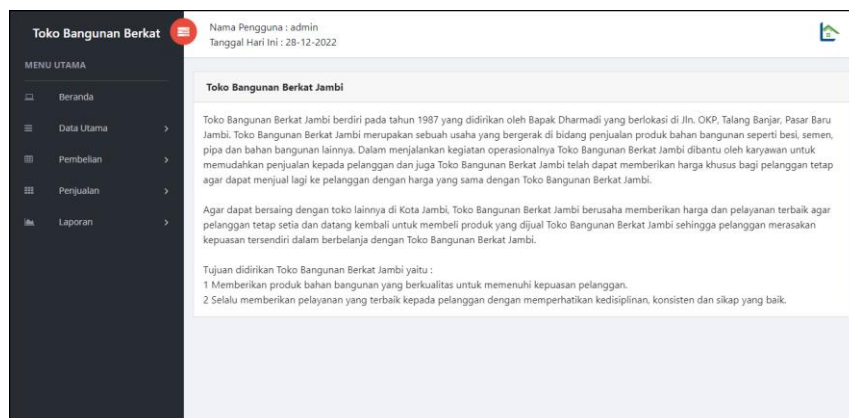 Toko Bangunan Berkat
Nama Pengguna : admin
Tanggal Hari Ini : 28-12-2022
MENU UTAMA
Beranda
Data Utama
Pembelian
Penjualan
Laporan
Toko Bangunan Berkat Jambi
Toko Bangunan Berkat Jambi berdiri pada tahun 1987 yang didirikan oleh Bapak Dharmadi yang berlokasi di Jln. OKP, Talang Banjar, Pasar Baru
Jambi. Toko Bangunan Berkat Jambi merupakan sebuah usaha yang bergerak di bidang penjualan produk bahan bangunan seperti besi, semen,
pipa dan bahan bangunan lainnya. Dalam menjalankan kegiatan operasionalnya Toko Bangunan Berkat Jambi dibantu oleh karyawan untuk
memudahkan penjualan kepada pelanggan dan juga Toko Bangunan Berkat Jambi telah dapat memberikan harga khusus bagi pelanggan tetap
agar dapat menjual lagi ke pelanggan dengan harga yang sama dengan Toko Bangunan Berkat Jambi.
Agar dapat bersaing dengan toko lainnya di Kota Jambi, Toko Bangunan Berkat Jambi berusaha memberikan harga dan pelayanan terbaik agar
pelanggan tetap setia dan datang kembali untuk membeli produk yang dijual Toko Bangunan Berkat Jambi sehingga pelanggan merasakan
kepuasan tersendiri dalam berbelanja dengan Toko Bangunan Berkat Jambi.
Tujuan didirikan Toko Bangunan Berkat Jambi yaitu :
1 Memberikan produk bahan bangunan yang berkualitas untuk memenuhi kepuasan pelanggan.
2 Selalu memberikan pelayanan yang terbaik kepada pelanggan dengan memperhatikan kedisiplinan, konsisten dan sikap yang baik.